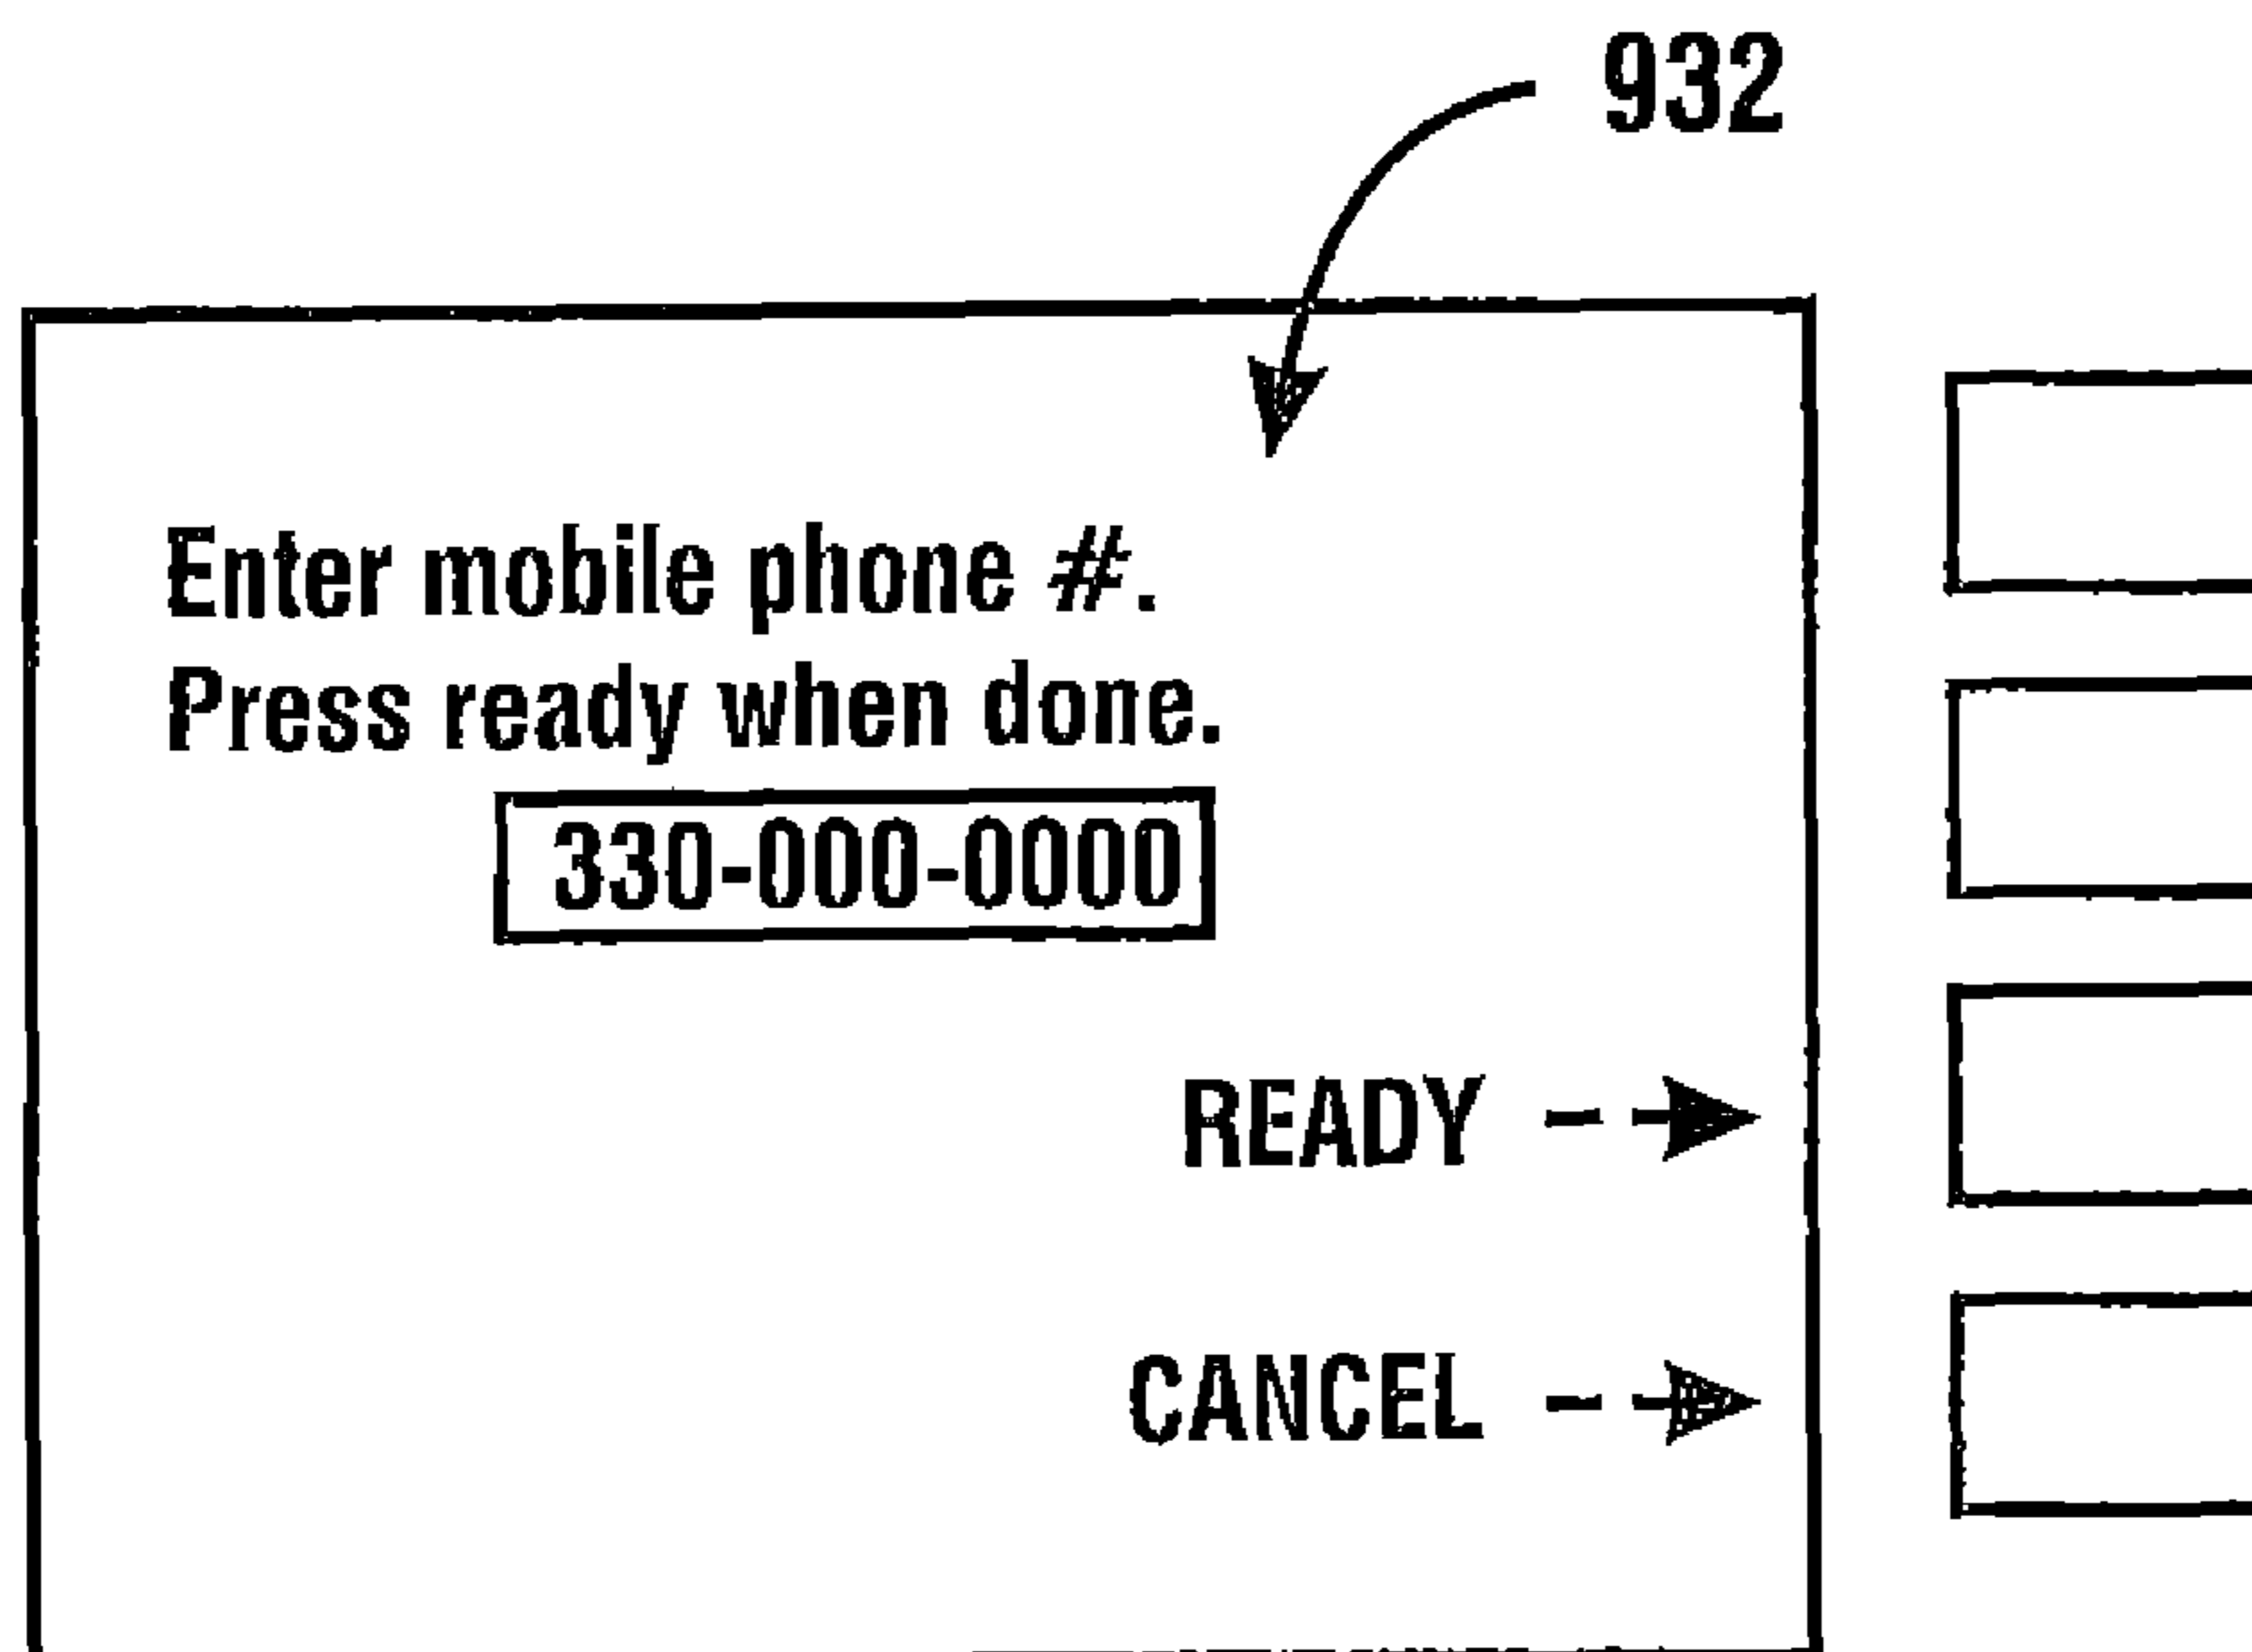 932
Enter mobile phone #.
Press ready when done.
330-000-0000
READY
CANCEL